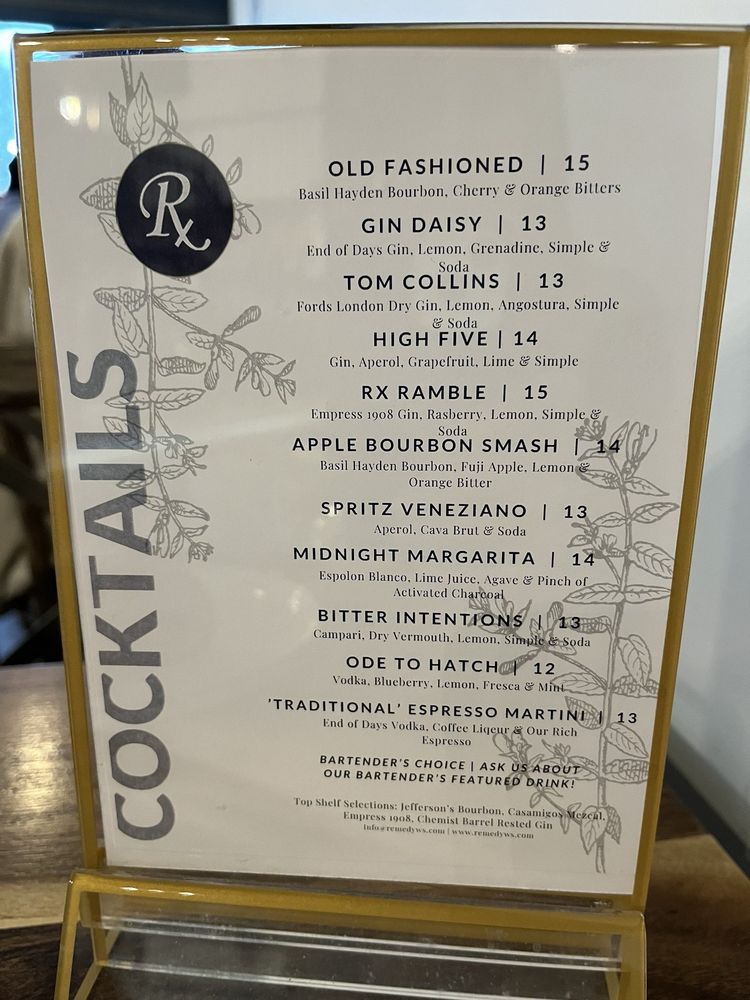 Rx
COCKTAILS
OLD FASHIONED | 15
Basil Hayden Bourbon, Cherry & Orange Bitters
GIN DAISY | 13
End of Days Gin, Lemon, Grenadine, Simple &
Soda
TOM COLLINS | 13
Fords London Dry Gin, Lemon, Angostura, Simple
& Soda
HIGH FIVE | 14
Gin, Aperol, Grapefruit, Lime & Simple
RX RAMBLE | 15
Empress 1908 Gin, Rasberry, Lemon, Simple &
Soda
APPLE BOURBON SMASH | 14
Basil Hayden Bourbon, Fuji Apple, Lemon &
Orange Bitter
SPRITZ VENEZIANO | 13
Aperol, Cava Brut & Soda
MIDNIGHT MARGARITA | 14
Espolon Blanco, Lime Juice, Agave & Pinch of
Activated Charcoal
BITTER INTENTIONS | 13
Campari, Dry Vermouth, Lemon, Simple & Soda
ODE TO HATCH | 12
Vodka, Blueberry, Lemon, Fresca & Mint
'TRADITIONAL' ESPRESSO MARTINI | 13
End of Days Vodka, Coffee Liqeur & Our Rich
Espresso
BARTENDER'S CHOICE | ASK US ABOUT
OUR BARTENDER'S FEATURED DRINK!
Top Shelf Selections: Jefferson's Bourbon, Casamigos Mezcal,
Empress 1908, Chemist Barrel Rested Gin
Info@remedyws.com | www.remedyws.com